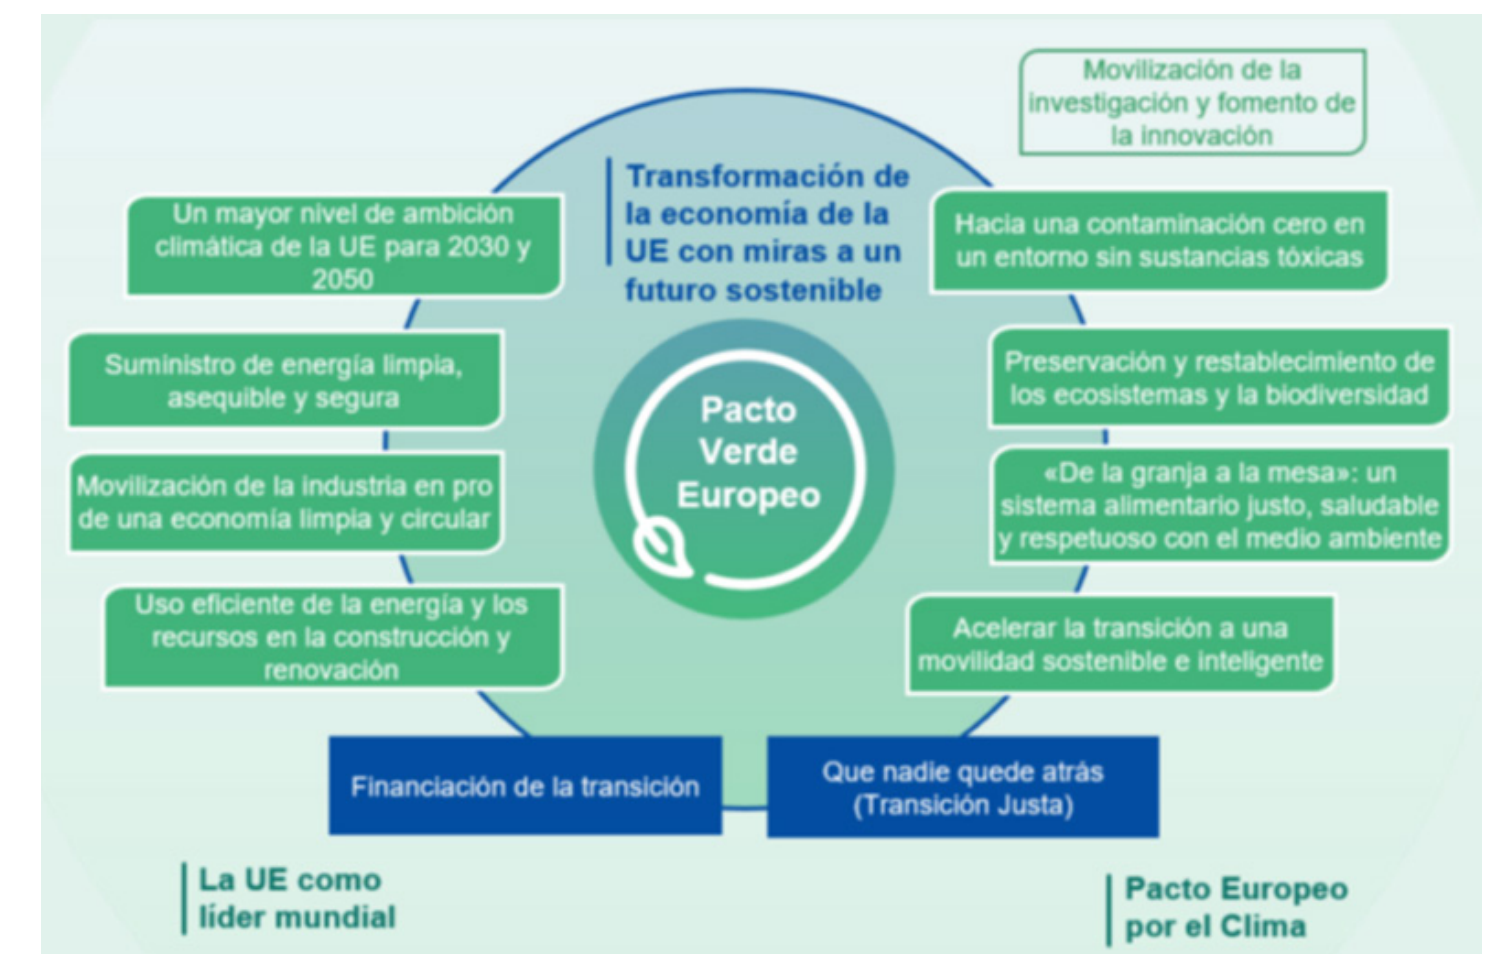 Movilización de la
investigación y fomento de
la innovación
Transformación de
la economía de la
UE con miras a un
futuro sostenible
Un mayor nivel de ambición
climática de la UE para 2030 y
2050
Hacia una contaminación cero en
un entorno sin sustancias tóxicas
Suministro de energía limpia,
asequible y segura
Preservación y restablecimiento de
los ecosistemas y la biodiversidad
Pacto
Verde
Europeo
Movilización de la industria en pro
de una economía limpia y circular
«De la granja a la mesa»: un
sistema alimentario justo, saludable
y respetuoso con el medio ambiente
Uso eficiente de la energía y los
recursos en la construcción y
renovación
Acelerar la transición a una
movilidad sostenible e inteligente
Financiación de la transición
Que nadie quede atrás
(Transición Justa)
La UE como
líder mundial
Pacto Europeo
por el Clima